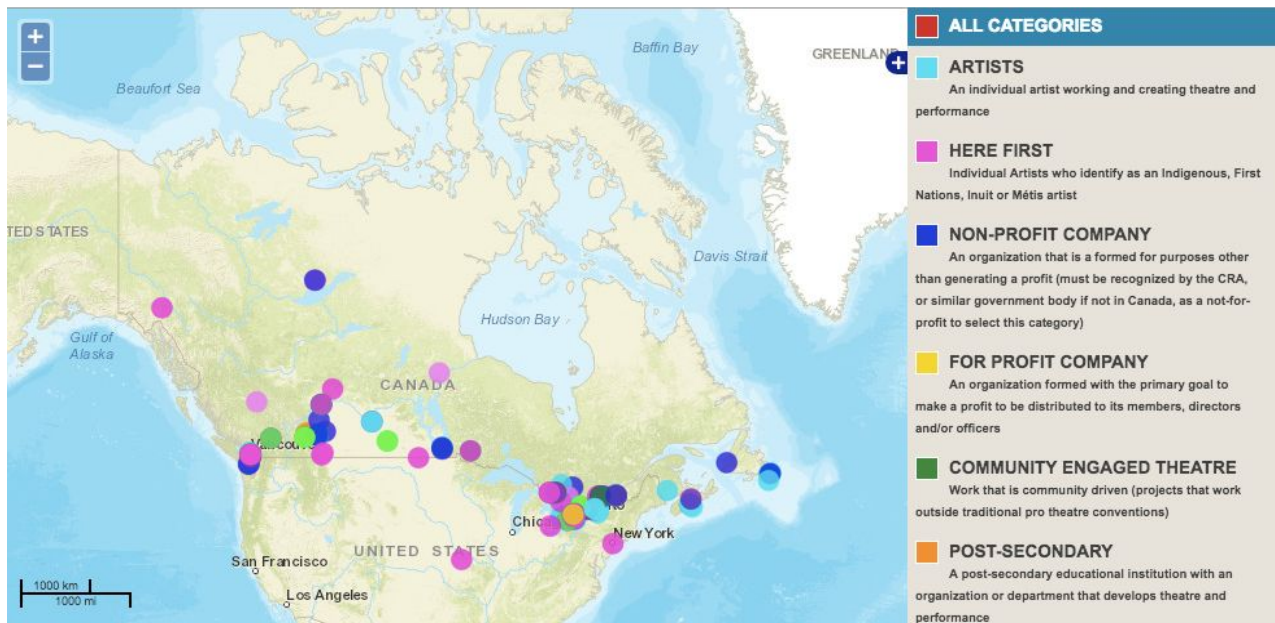 +
−
Beaufort Sea
Baffin Bay
GREENLAND
TED STATES
Davis Strait
Gulf of
Alaska
Hudson Bay
CANADA
Vancouv
Chica
New York
UNITED STATES
San Francisco
Los Angeles
1000 km
1000 mi
+
ALL CATEGORIES
ARTISTS
An individual artist working and creating theatre and
performance
HERE FIRST
Individual Artists who identify as an Indigenous, First
Nations, Inuit or Métis artist
NON-PROFIT COMPANY
An organization that is a formed for purposes other
than generating a profit (must be recognized by the CRA,
or similar government body if not in Canada, as a not-for-
profit to select this category)
FOR PROFIT COMPANY
An organization formed with the primary goal to
make a profit to be distributed to its members, directors
and/or officers
COMMUNITY ENGAGED THEATRE
Work that is community driven (projects that work
outside traditional pro theatre conventions)
POST-SECONDARY
A post-secondary educational institution with an
organization or department that develops theatre and
performance